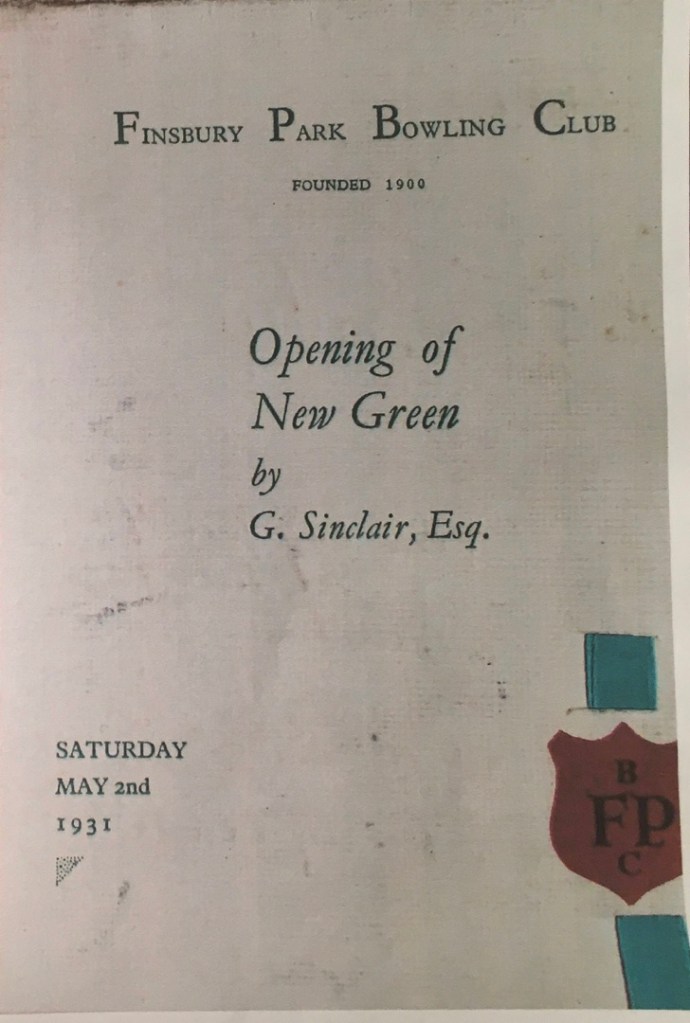 Finsbury Park Bowling Club
FOUNDED 1900
Opening of
New Green
by
G. Sinclair, Esq.
SATURDAY
MAY 2nd
1931
B
FP
C